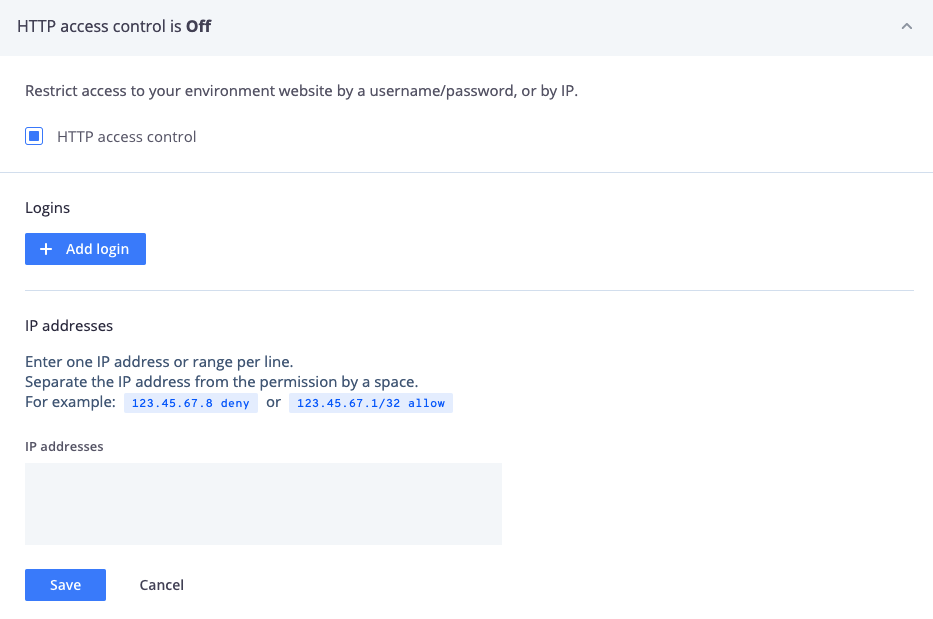 HTTP access control is Off
Restrict access to your environment website by a username/password, or by IP.
HTTP access control
Logins
+ Add login
IP addresses
Enter one IP address or range per line.
Separate the IP address from the permission by a space.
For example: 123.45.67.8 deny or 123.45.67.1/32 allow
IP addresses
Save Cancel